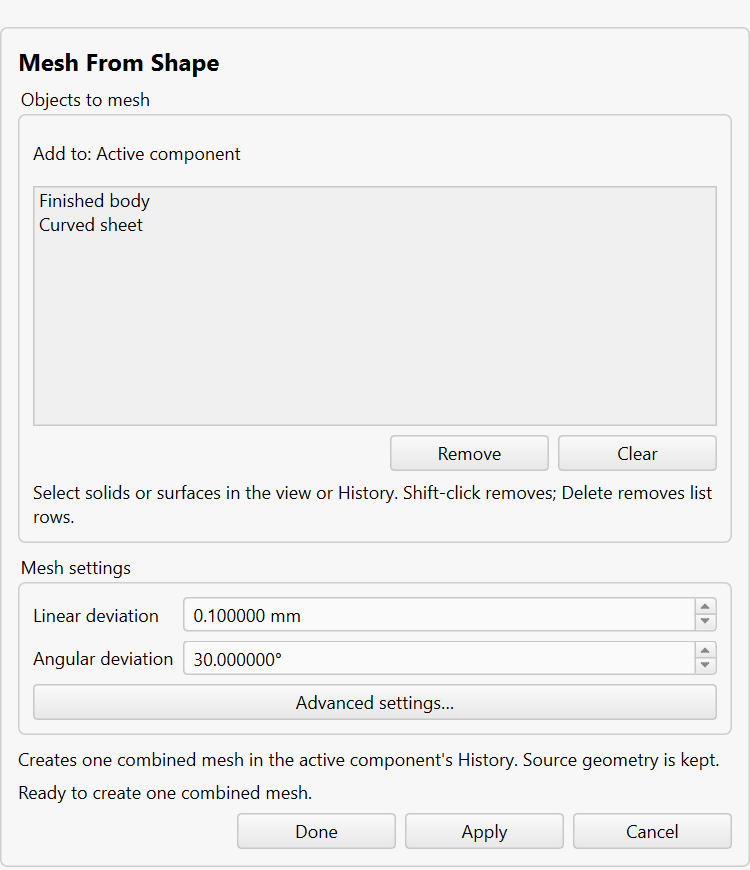 Mesh From Shape
Objects to mesh
Add to: Active component
Finished body
Curved sheet
Remove
Clear
Select solids or surfaces in the view or History. Shift-click removes; Delete removes list
rows.
Mesh settings
Linear deviation
0.100000 mm
Angular deviation
30.000000°
Advanced settings...
Creates one combined mesh in the active component's History. Source geometry is kept.
Ready to create one combined mesh.
Done
Apply
Cancel